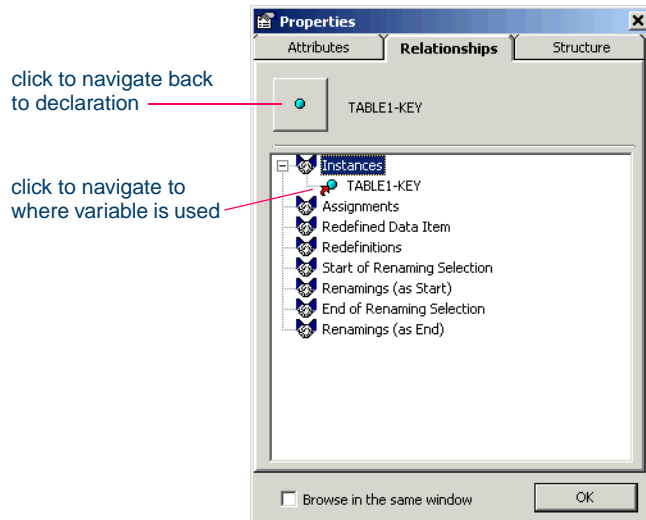 Properties
Attributes
Relationships
Structure
click to navigate back
to declaration
TABLE1-KEY
Instances
TABLE1-KEY
click to navigate to
where variable is used
Assignments
Redefined Data Item
Redefinitions
Start of Renaming Selection
Renamings (as Start)
End of Renaming Selection
Renamings (as End)
Browse in the same window
OK